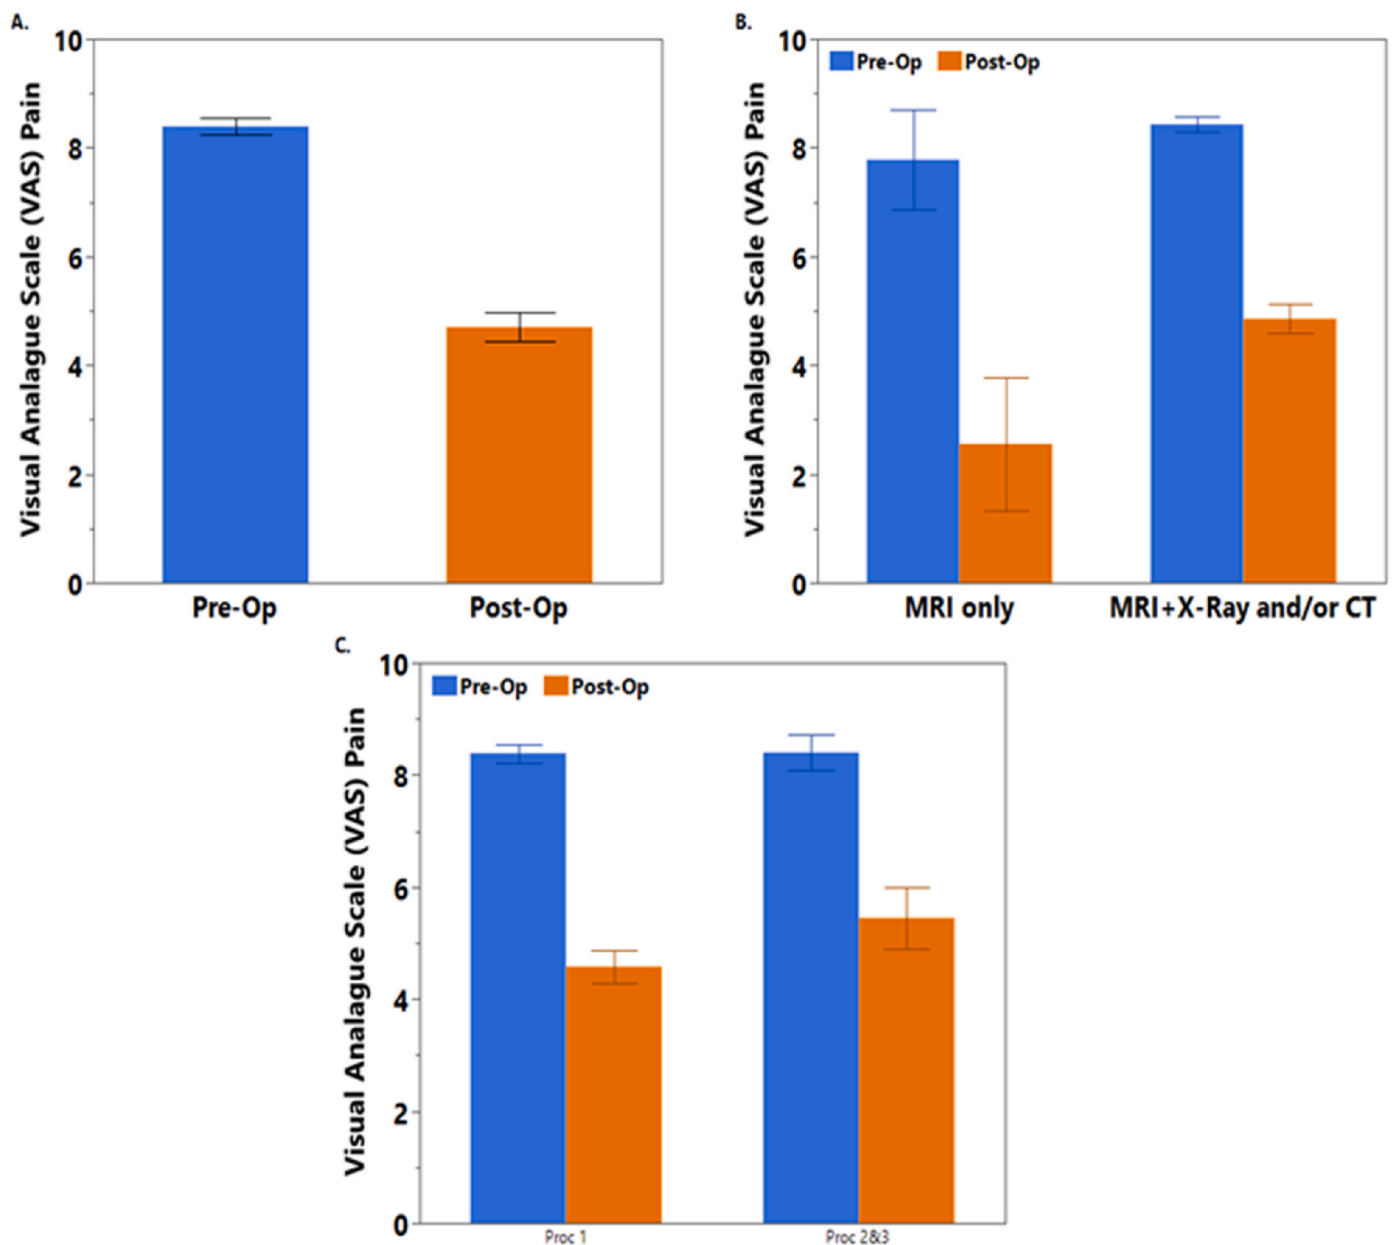 A.
Visual Analague Scale (VAS) Pain
10
8
6
4
2
0
Pre-Op Post-Op
B.
Visual Analague Scale (VAS) Pain
10
8
6
4
2
0
Pre-Op Post-Op
MRI only MRI+X-Ray and/or CT
C.
Visual Analague Scale (VAS) Pain
10
8
6
4
2
0
Pre-Op Post-Op
Proc 1 Proc 2&3